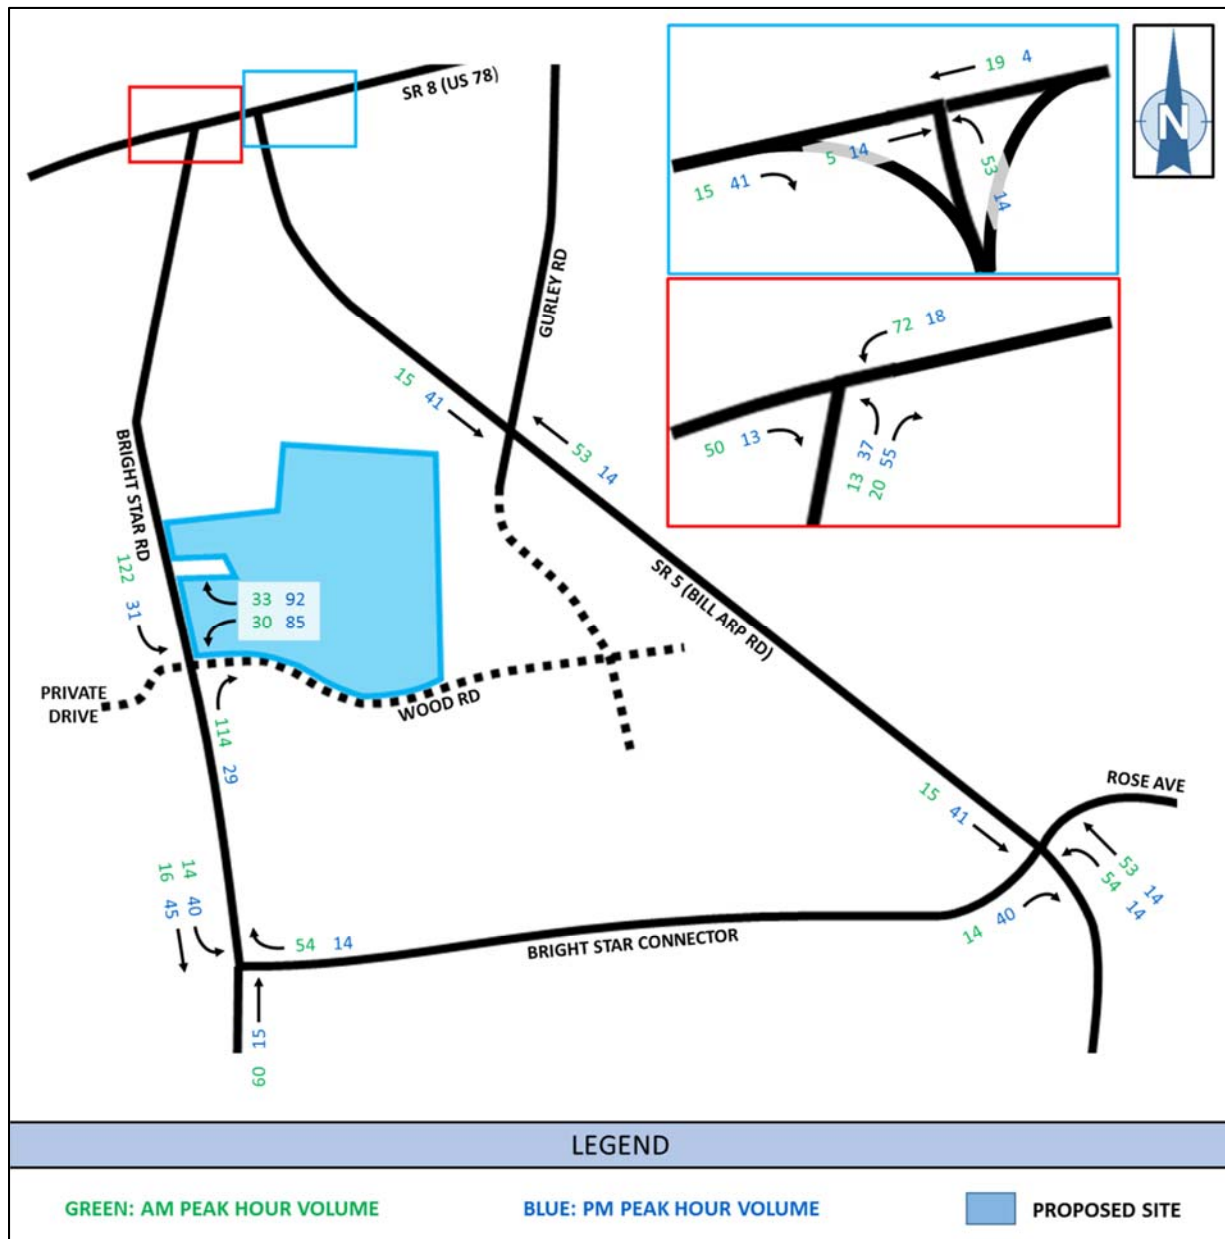 SR 8 (US 78)
GURLEY RD
19 4
5 14
15 41
53
14
N
72 18
50 13
13 37
20 55
15 41
53 14
BRIGHT STAR RD
122 31
33 92
30 85
SR 5 (BILL ARP RD)
PRIVATE
DRIVE
WOOD RD
114 29
15 41
ROSE AVE
14 40
16 45
54 14
BRIGHT STAR CONNECTOR
14 40
53 14
54 14
60 15
LEGEND
GREEN: AM PEAK HOUR VOLUME
BLUE: PM PEAK HOUR VOLUME
PROPOSED SITE